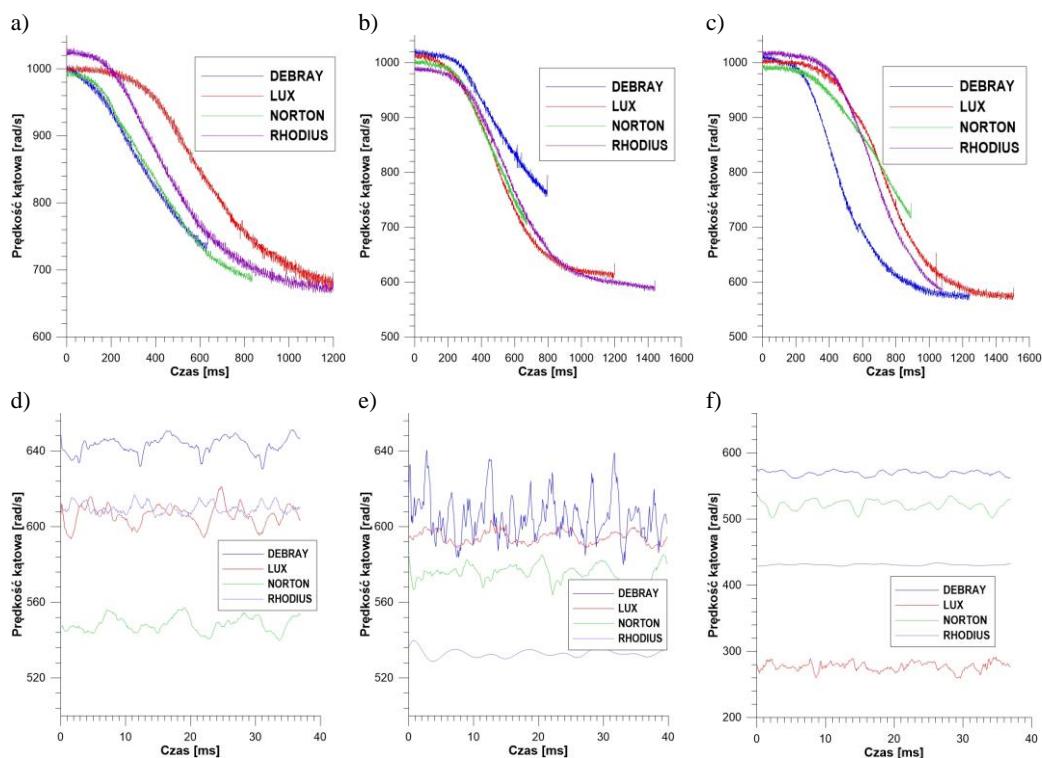 a)
Prędkość kątowa [rad/s]
1000
900
800
700
600
0 200 400 600 800 1000 1200
Czas [ms]
DEBRAY
LUX
NORTON
RHODIUS
b)
Prędkość kątowa [rad/s]
1000
900
800
700
600
500
0 200 400 600 800 1000 1200 1400 1600
Czas [ms]
DEBRAY
LUX
NORTON
RHODIUS
c)
Prędkość kątowa [rad/s]
1000
900
800
700
600
500
0 200 400 600 800 1000 1200 1400 1600
Czas [ms]
DEBRAY
LUX
NORTON
RHODIUS
d)
Prędkość kątowa [rad/s]
640
600
560
520
0 10 20 30 40
Czas [ms]
DEBRAY
LUX
NORTON
RHODIUS
e)
Prędkość kątowa [rad/s]
640
600
560
520
0 10 20 30 40
Czas [ms]
DEBRAY
LUX
NORTON
RHODIUS
f)
Prędkość kątowa [rad/s]
600
500
400
300
200
0 10 20 30 40
Czas [ms]
DEBRAY
LUX
NORTON
RHODIUS